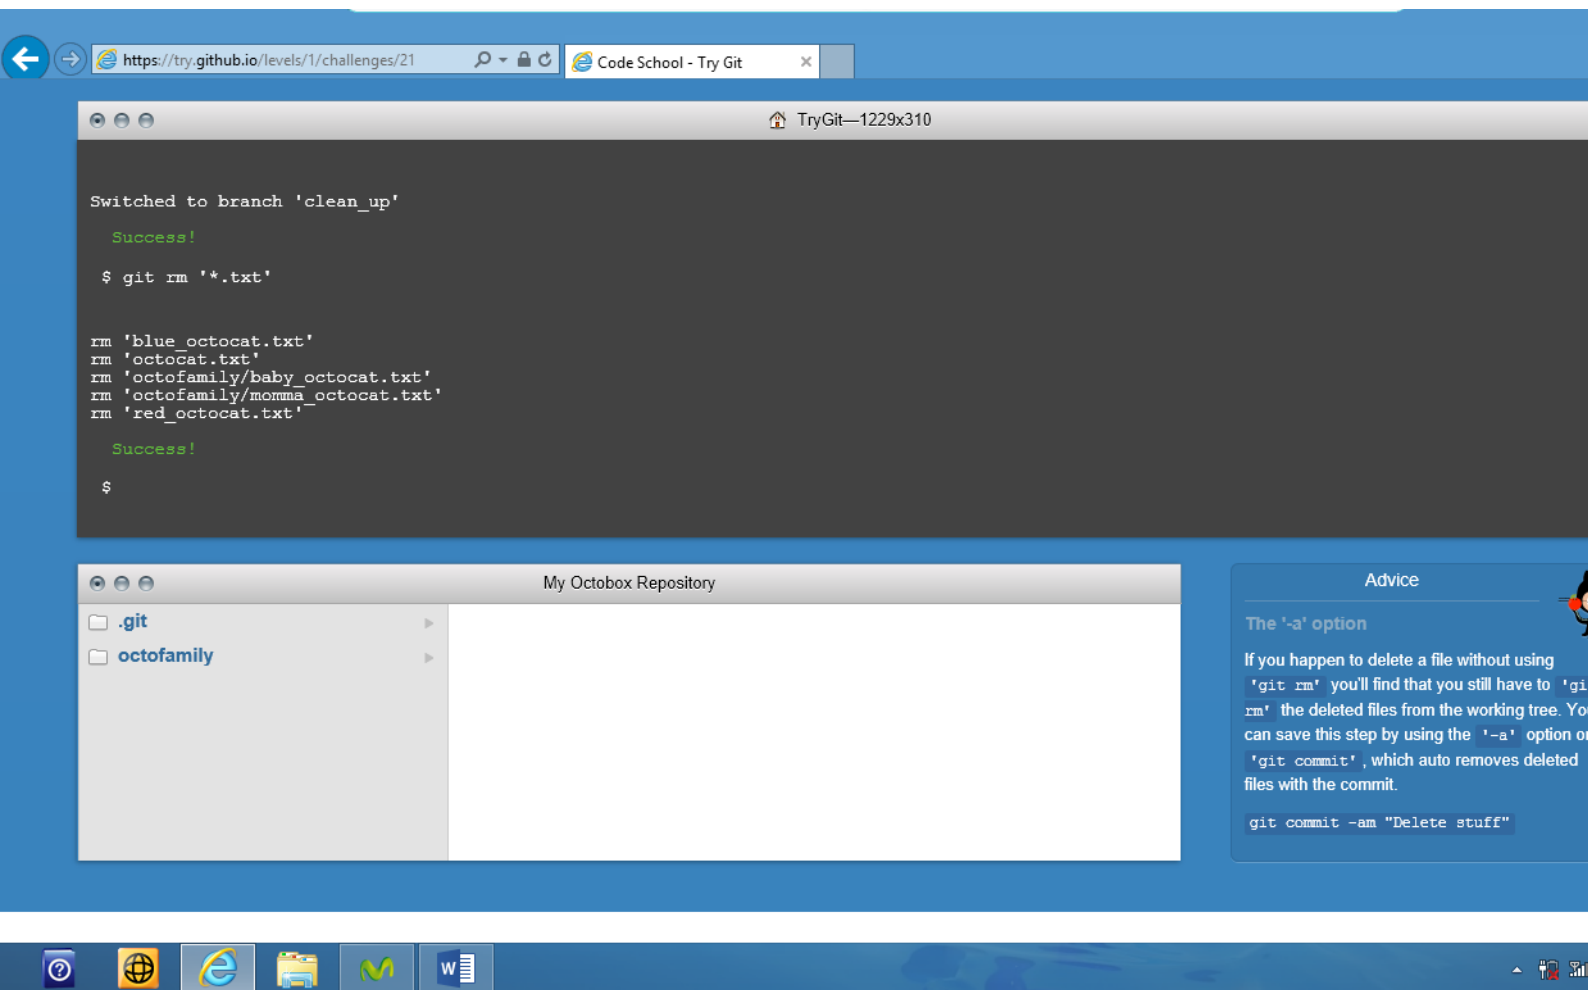 https://try.github.io/levels/1/challenges/21
Code School - Try Git
TryGit—1229x310
Switched to branch 'clean_up'
Success!
$ git rm '*.txt'
rm 'blue_octocat.txt'
rm 'octocat.txt'
rm 'octofamily/baby_octocat.txt'
rm 'octofamily/momma_octocat.txt'
rm 'red_octocat.txt'
Success!
$
My Octobox Repository
.git
octofamily
Advice
The '-a' option
If you happen to delete a file without using
'git rm' you'll find that you still have to 'gi
rm' the deleted files from the working tree. You
can save this step by using the '-a' option on
'git commit', which auto removes deleted
files with the commit.
git commit -am "Delete stuff"
W